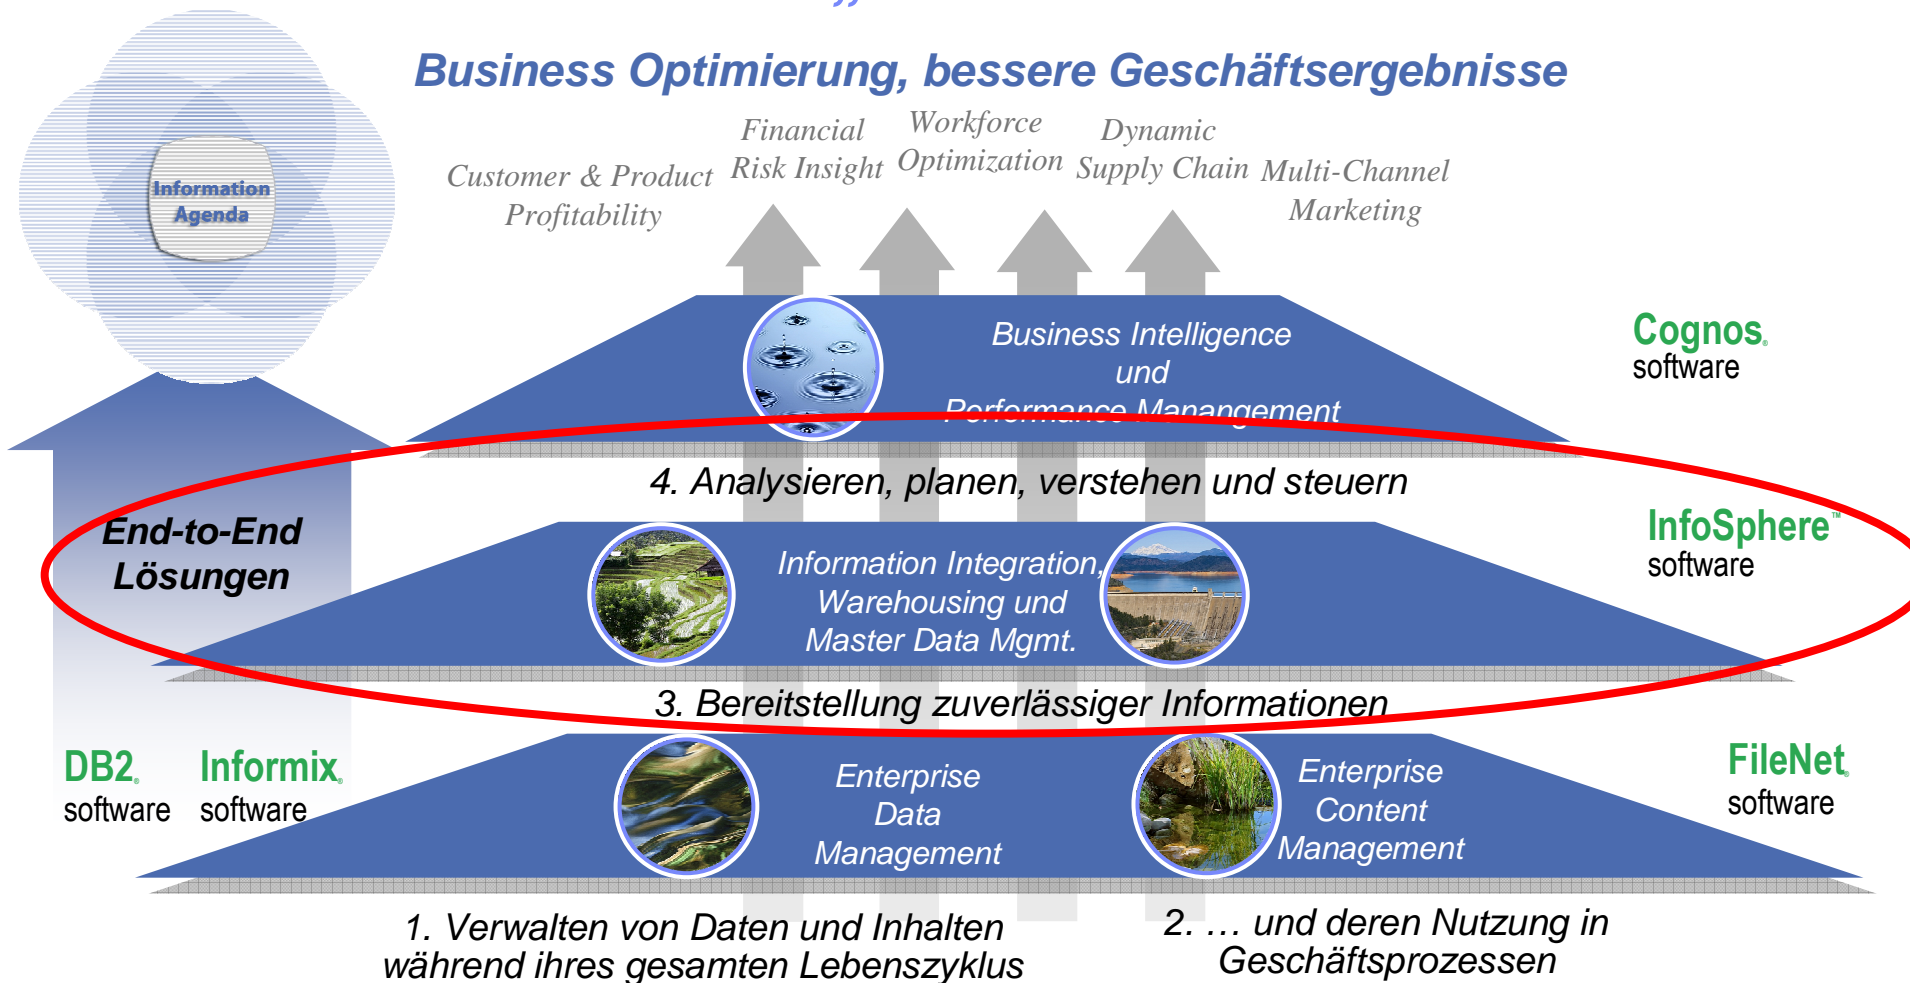 „
Business Optimierung, bessere Geschäftsergebnisse
Financial
Risk Insight
Workforce
Optimization
Dynamic
Supply Chain
Customer & Product
Profitability
Multi-Channel
Marketing
Information
Agenda
Business Intelligence
und
Performance Manangement
Cognos®
software
4. Analysieren, planen, verstehen und steuern
End-to-End
Lösungen
Information Integration,
Warehousing und
Master Data Mgmt.
InfoSphere™
software
3. Bereitstellung zuverlässiger Informationen
DB2®
software
Informix®
software
Enterprise
Data
Management
Enterprise
Content
Management
FileNet®
software
1. Verwalten von Daten und Inhalten
während ihres gesamten Lebenszyklus
2. … und deren Nutzung in
Geschäftsprozessen